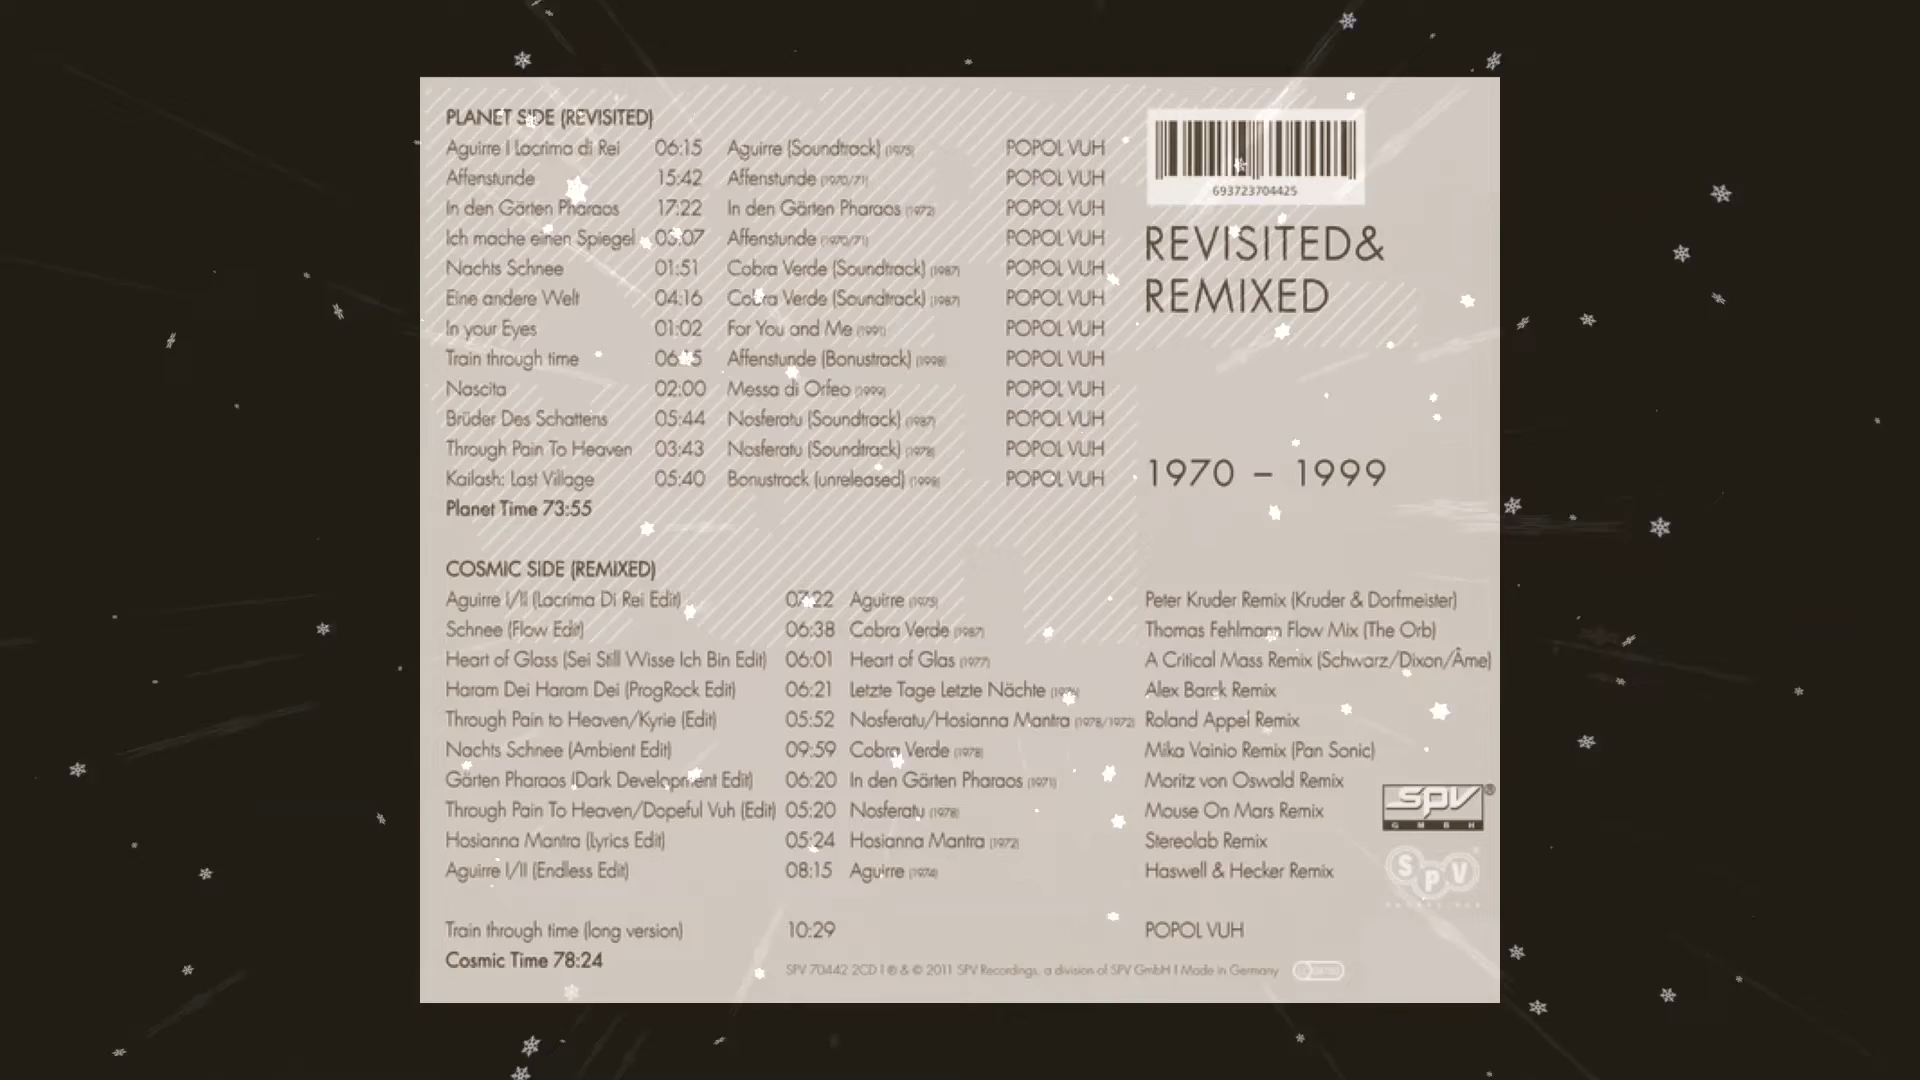 PLANET SIDE (REVISITED)
Aguirre I Lacrima di Rei 06:15 Aguirre (Soundtrack) (1975) POPOL VUH
Affenstunde 15:42 Affenstunde (1970/71) POPOL VUH
In den Gärten Pharaos 17:22 In den Gärten Pharaos (1972) POPOL VUH
Ich mache einen Spiegel 03:07 Affenstunde (1970/71) POPOL VUH
Nachts Schnee 01:51 Cobra Verde (Soundtrack) (1987) POPOL VUH
Eine andere Welt 04:16 Cobra Verde (Soundtrack) (1987) POPOL VUH
In your Eyes 01:02 For You and Me (1991) POPOL VUH
Train through time 06:15 Affenstunde (Bonustrack) (1998) POPOL VUH
Nascita 02:00 Messa di Orfeo (1999) POPOL VUH
Brüder Des Schattens 05:44 Nosferatu (Soundtrack) (1987) POPOL VUH
Through Pain To Heaven 03:43 Nosferatu (Soundtrack) (1978) POPOL VUH
Kailash: Last Village 05:40 Bonustrack (unreleased) (1998) POPOL VUH
Planet Time 73:55
693723704425
REVISITED&
REMIXED
1970 – 1999
COSMIC SIDE (REMIXED)
Aguirre I/II (Lacrima Di Rei Edit) 07:22 Aguirre (1975) Peter Kruder Remix (Kruder & Dorfmeister)
Schnee (Flow Edit) 06:38 Cobra Verde (1987) Thomas Fehlmann Flow Mix (The Orb)
Heart of Glass (Sei Still Wisse Ich Bin Edit) 06:01 Heart of Glas (1977) A Critical Mass Remix (Schwarz/Dixon/Âme)
Haram Dei Haram Dei (ProgRock Edit) 06:21 Letzte Tage Letzte Nächte Alex Barck Remix
Through Pain to Heaven/Kyrie (Edit) 05:52 Nosferatu/Hosianna Mantra (1978/1972) Roland Appel Remix
Nachts Schnee (Ambient Edit) 09:59 Cobra Verde (1978) Mika Vainio Remix (Pan Sonic)
Gärten Pharaos (Dark Development Edit) 06:20 In den Gärten Pharaos (1971) Moritz von Oswald Remix
Through Pain To Heaven/Dopeful Vuh (Edit) 05:20 Nosferatu (1978) Mouse On Mars Remix
Hosianna Mantra (Lyrics Edit) 05:24 Hosianna Mantra (1972) Stereolab Remix
Aguirre I/II (Endless Edit) 08:15 Aguirre (1974) Haswell & Hecker Remix
Train through time (long version) 10:29 POPOL VUH
Cosmic Time 78:24
SPV 70442 2CD I ℗ & © 2011 SPV Recordings, a division of SPV GmbH I Made in Germany
SPV ®
GMBH
SPV